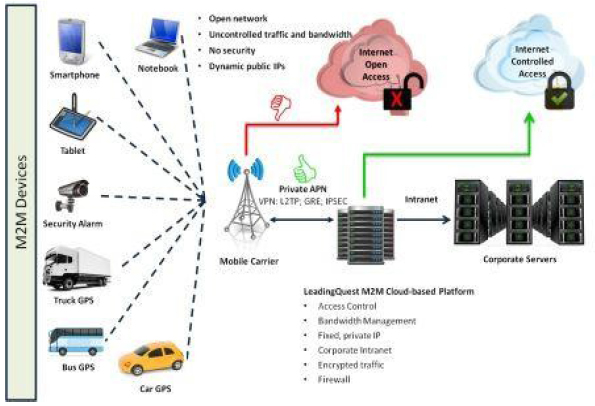 M2M Devices
Smartphone
Notebook
Tablet
Security Alarm
Truck GPS
Bus GPS
Car GPS
• Open network
• Uncontrolled traffic and bandwidth
• No security
• Dynamic public IPs
Internet
Open
Access
X
Internet
Controlled
Access
Private APN
VPN: L2TP; GRE; IPSEC
Mobile Carrier
Intranet
Corporate Servers
LeadingQuest M2M Cloud-based Platform
• Access Control
• Bandwidth Management
• Fixed, private IP
• Corporate Intranet
• Encrypted traffic
• Firewall